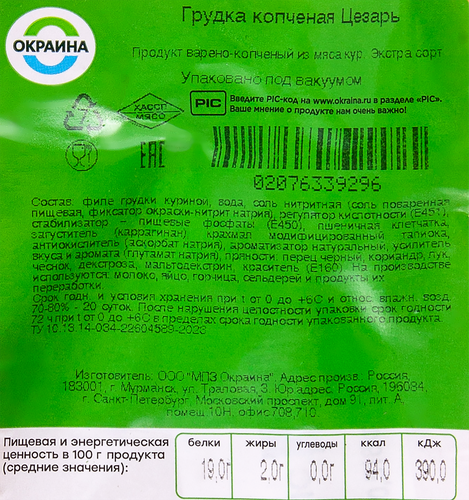 ОКРАИНА
Грудка копченая Цезарь
Продукт варено-копченый из мяса кур. Экстра сорт
Упаковано под вакуумом
ХАССП
МЯСО
PIC
Введите PIC-код на www.okraina.ru в разделе «PIC».
Ваше мнение о продукте нам очень важно!
EAC
02076339296
Состав: филе грудки куриной, вода, соль нитритная (соль поваренная
пищевая, фиксатор окраски-нитрит натрия), регулятор кислотности (Е451),
стабилизатор - пищевые фосфаты (Е450), пшеничная клетчатка,
загуститель (каррагинан), крахмал модифицированный тапиока,
антиокислитель (аскорбат натрия), ароматизатор натуральный, усилитель
вкуса и аромата (глутамат натрия), пряности: перец черный, кориандр, лук,
чеснок, декстроза, мальтодекстрин, краситель (Е160). На производстве
используются: молоко, яйцо, горчица, сельдерей и продукты их
переработки.
Срок годн. и условия хранения при t от 0 до +6С и относ. влажн. возд.
70-80% - 20 суток. После нарушения целостности упаковки срок годности
72 ч при t от 0 до +6С в пределах срока годности упакованного продукта.
ТУ 10.13.14-034-22604589-2023
Изготовитель: ООО "МПЗ Окраина". Адрес произв.: Россия,
183001, г. Мурманск, ул. Траловая, д. Юр.адрес: Россия, 196084,
г. Санкт-Петербург, Московский проспект, дом 91, лит. А,
помещ.10Н, офис 708,710.
Пищевая и энергетическая
ценность в 100 г продукта
(средние значения):
белки жиры углеводы ккал кДж
19,0г 2,0г 0,0г 94,0 390,0